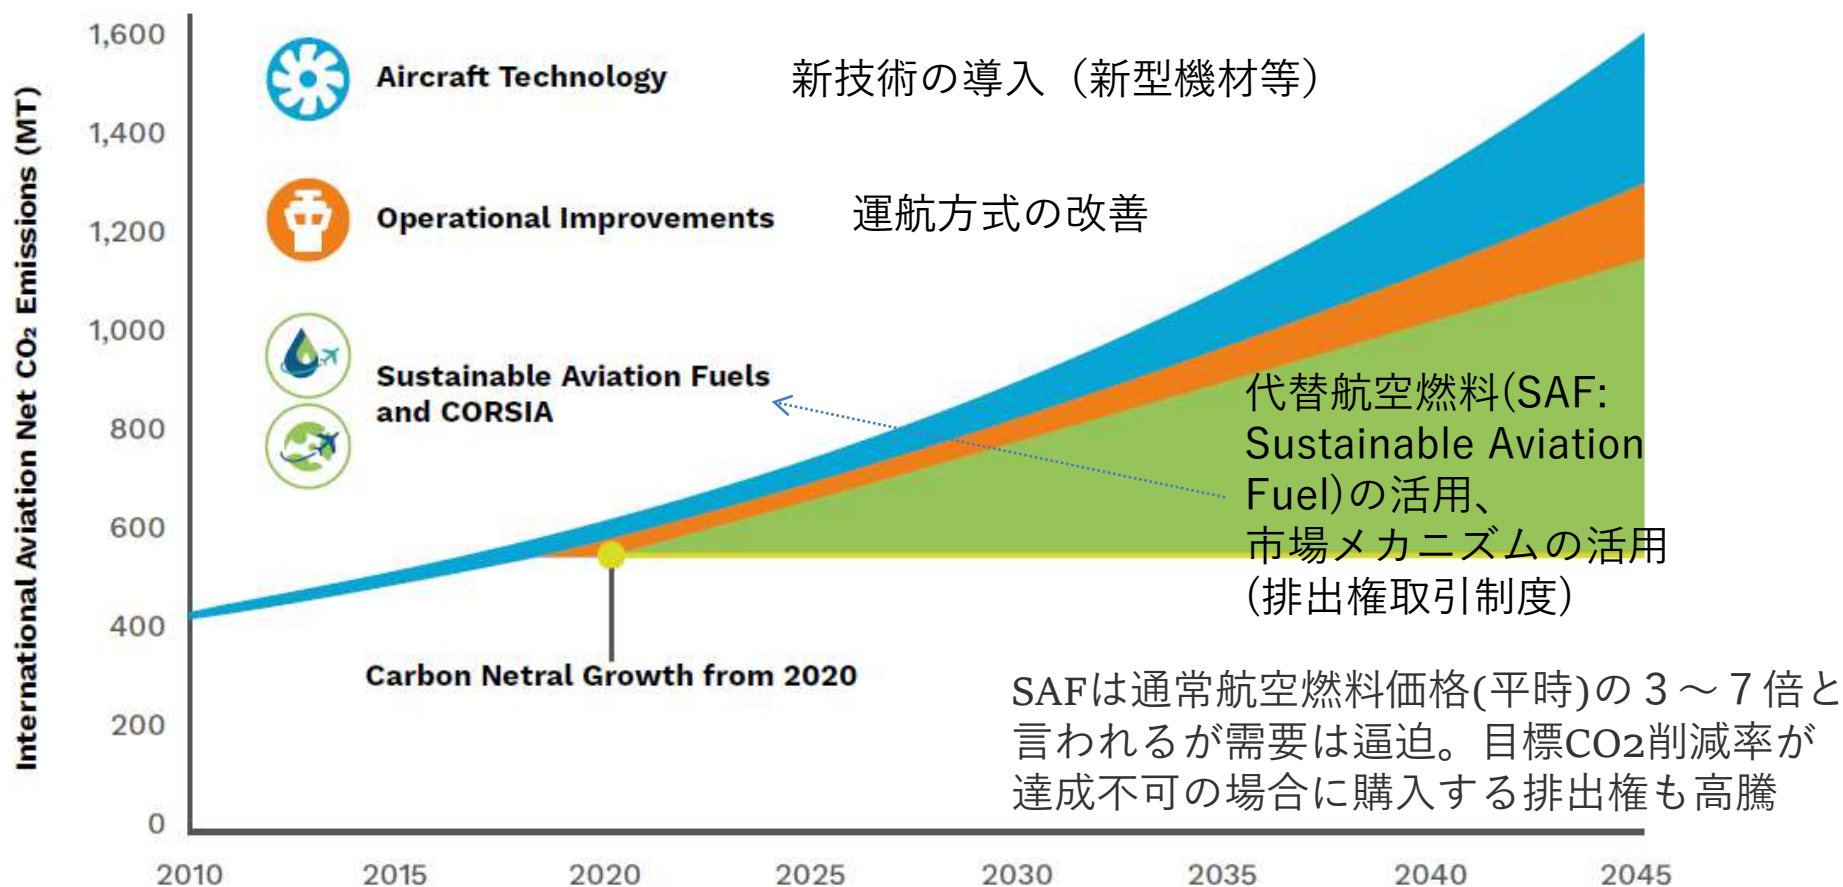 International Aviation Net CO₂ Emissions (MT)
1,600
1,400
1,200
1,000
800
600
400
200
0
Aircraft Technology
新技術の導入（新型機材等）
Operational Improvements
運航方式の改善
Sustainable Aviation Fuels
and CORSIA
代替航空燃料(SAF:
Sustainable Aviation
Fuel)の活用、
市場メカニズムの活用
(排出権取引制度)
Carbon Netral Growth from 2020
SAFは通常航空燃料価格(平時)の３～７倍と
言われるが需要は逼迫。目標CO2削減率が
達成不可の場合に購入する排出権も高騰
2010
2015
2020
2025
2030
2035
2040
2045